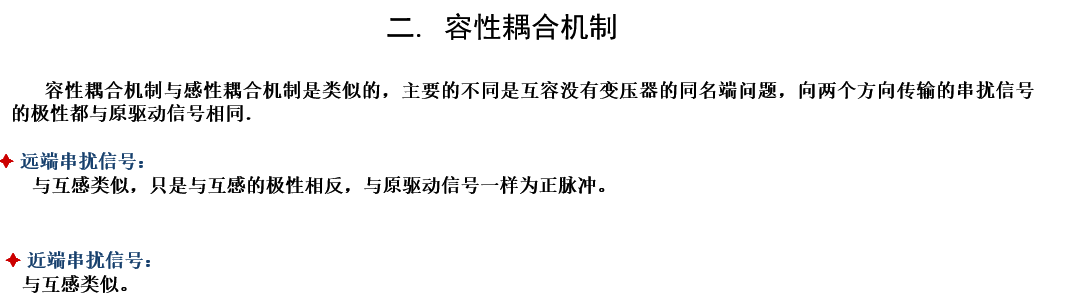 二. 容性耦合机制
容性耦合机制与感性耦合机制是类似的，主要的不同是互容没有变压器的同名端问题，向两个方向传输的串扰信号
的极性都与原驱动信号相同.
远端串扰信号：
与互感类似，只是与互感的极性相反，与原驱动信号一样为正脉冲。
近端串扰信号：
与互感类似。